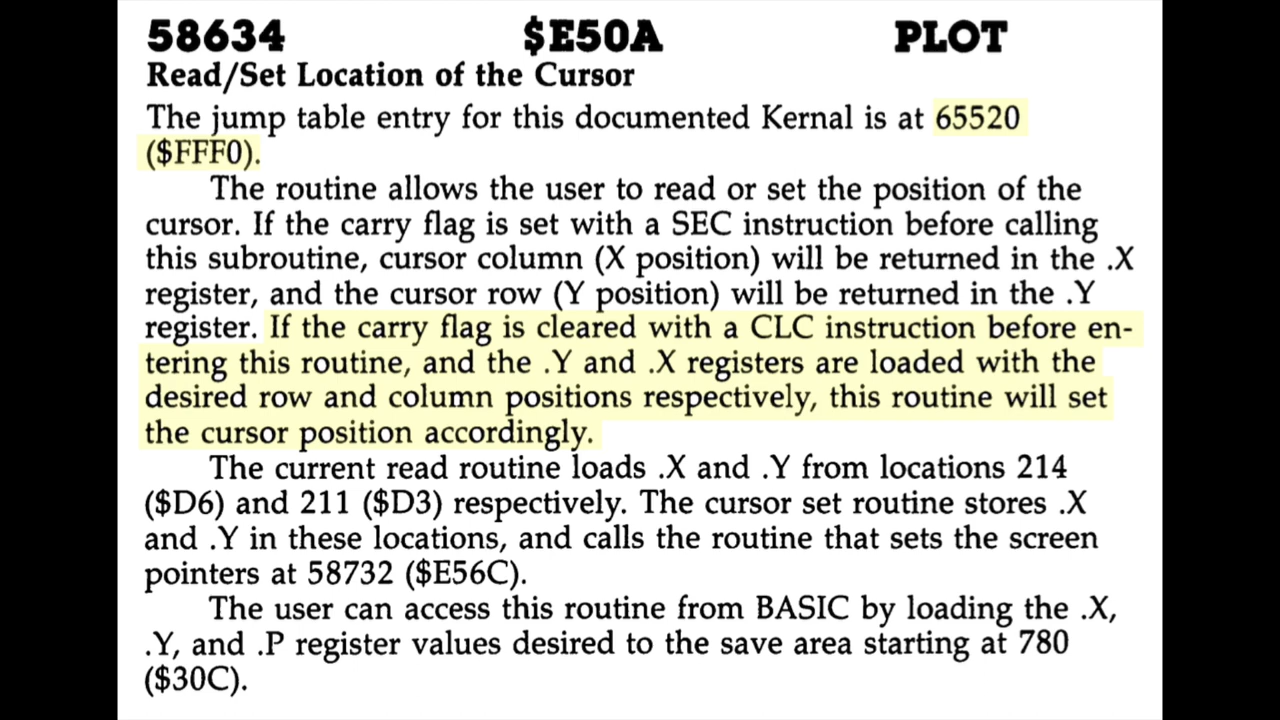 58634 $E50A PLOT
Read/Set Location of the Cursor
The jump table entry for this documented Kernal is at 65520
($FFF0).
The routine allows the user to read or set the position of the
cursor. If the carry flag is set with a SEC instruction before calling
this subroutine, cursor column (X position) will be returned in the .X
register, and the cursor row (Y position) will be returned in the .Y
register. If the carry flag is cleared with a CLC instruction before en-
tering this routine, and the .Y and .X registers are loaded with the
desired row and column positions respectively, this routine will set
the cursor position accordingly.
The current read routine loads .X and .Y from locations 214
($D6) and 211 ($D3) respectively. The cursor set routine stores .X
and .Y in these locations, and calls the routine that sets the screen
pointers at 58732 ($E56C).
The user can access this routine from BASIC by loading the .X,
.Y, and .P register values desired to the save area starting at 780
($30C).